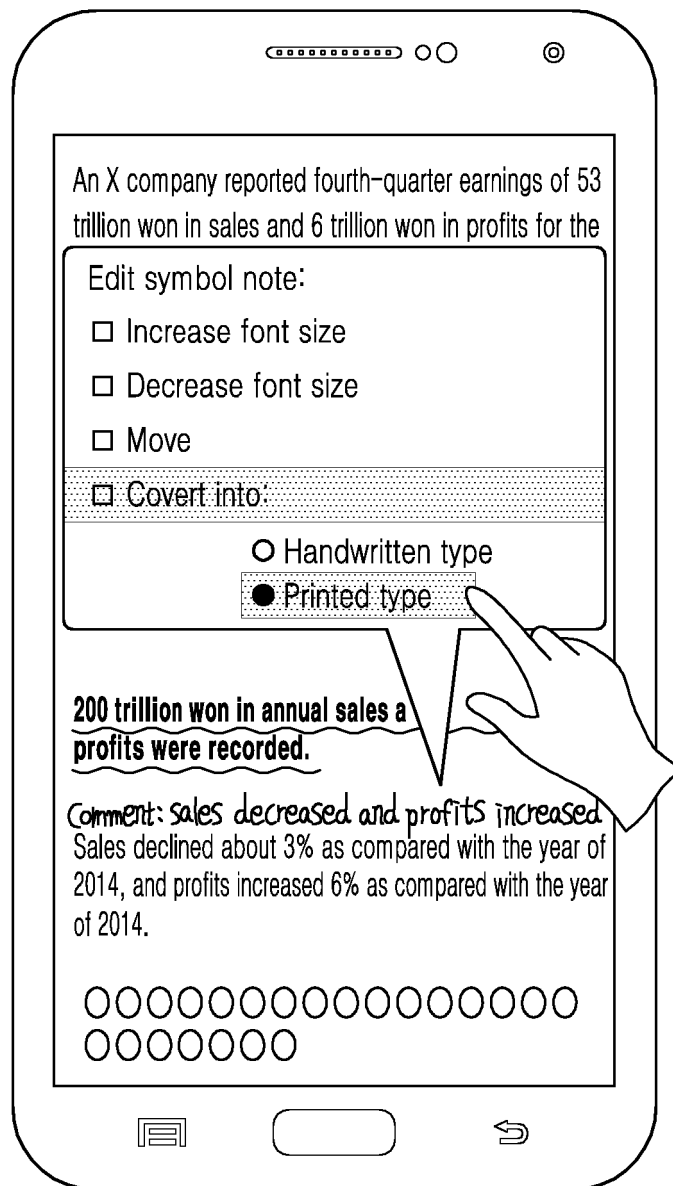 An X company reported fourth-quarter earnings of 53
trillion won in sales and 6 trillion won in profits for the
Edit symbol note:
Increase font size
Decrease font size
Move
Covert into:
Handwritten type
Printed type
200 trillion won in annual sales a
profits were recorded.
Comment: sales decreased and profits increased
Sales declined about 3% as compared with the year of
2014, and profits increased 6% as compared with the year
of 2014.
OOOOOOOOOOOOOOOO
OOOOOOO